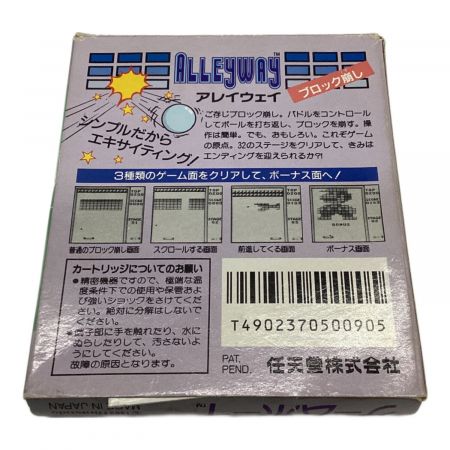 ALLEYWAY™
アレイウェイ
ブロック崩し
シンプルだから
エキサイティング!
ご存じブロック崩し。パドルをコントロール
してボールを打ち返し、ブロックを崩す。操
作は簡単。でも、おもしろい。これぞゲーム
の原点。32のステージをクリアして、きみは
エンディングを迎えられるか?!
3種類のゲーム面をクリアして、ボーナス面へ!
普通のブロック崩し画面
スクロールする画面
前進してくる画面
ボーナス画面
カートリッジについてのお願い
●精密機器ですので、極端な温
度条件下での使用や保管およ
び強いショックをさけてくださ
い。絶対に分解はしないでく
ださい。
●端子部に手を触れたり、水に
ぬらしたりして、汚さないよ
うにしてください。
故障の原因となります。
T4902370500905
PAT.
PEND.
任天堂株式会社
MADE IN JAPAN